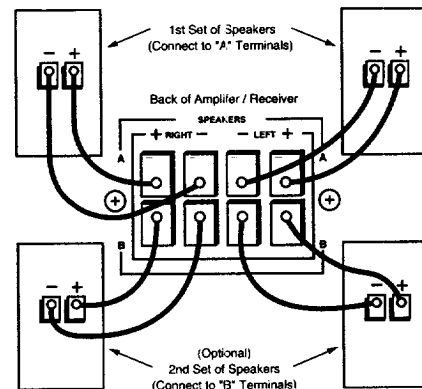 1st Set of Speakers
(Connect to "A" Terminals)
- +
- +
Back of Amplifer / Receiver
SPEAKERS
+ RIGHT - - LEFT +
A A
+ +
B B
- +
- +
(Optional)
2nd Set of Speakers
(Connect to "B" Terminals)